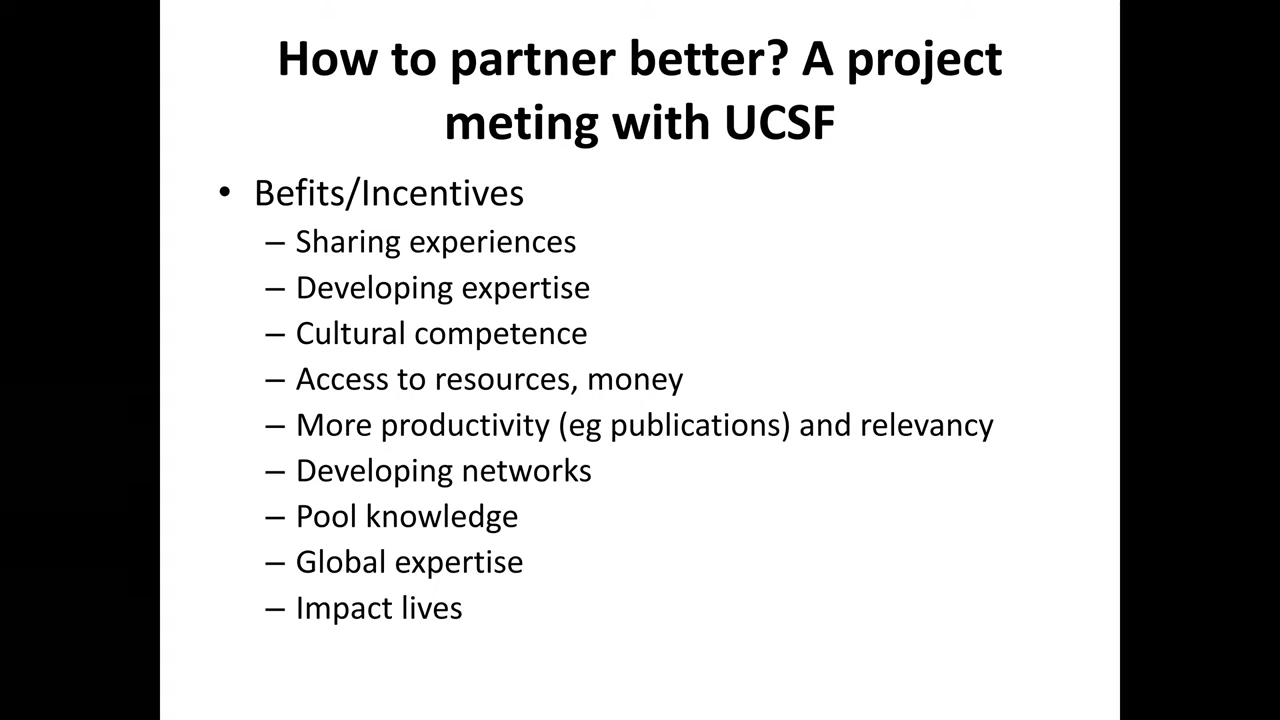 How to partner better? A project
meting with UCSF
• Befits/Incentives
– Sharing experiences
– Developing expertise
– Cultural competence
– Access to resources, money
– More productivity (eg publications) and relevancy
– Developing networks
– Pool knowledge
– Global expertise
– Impact lives